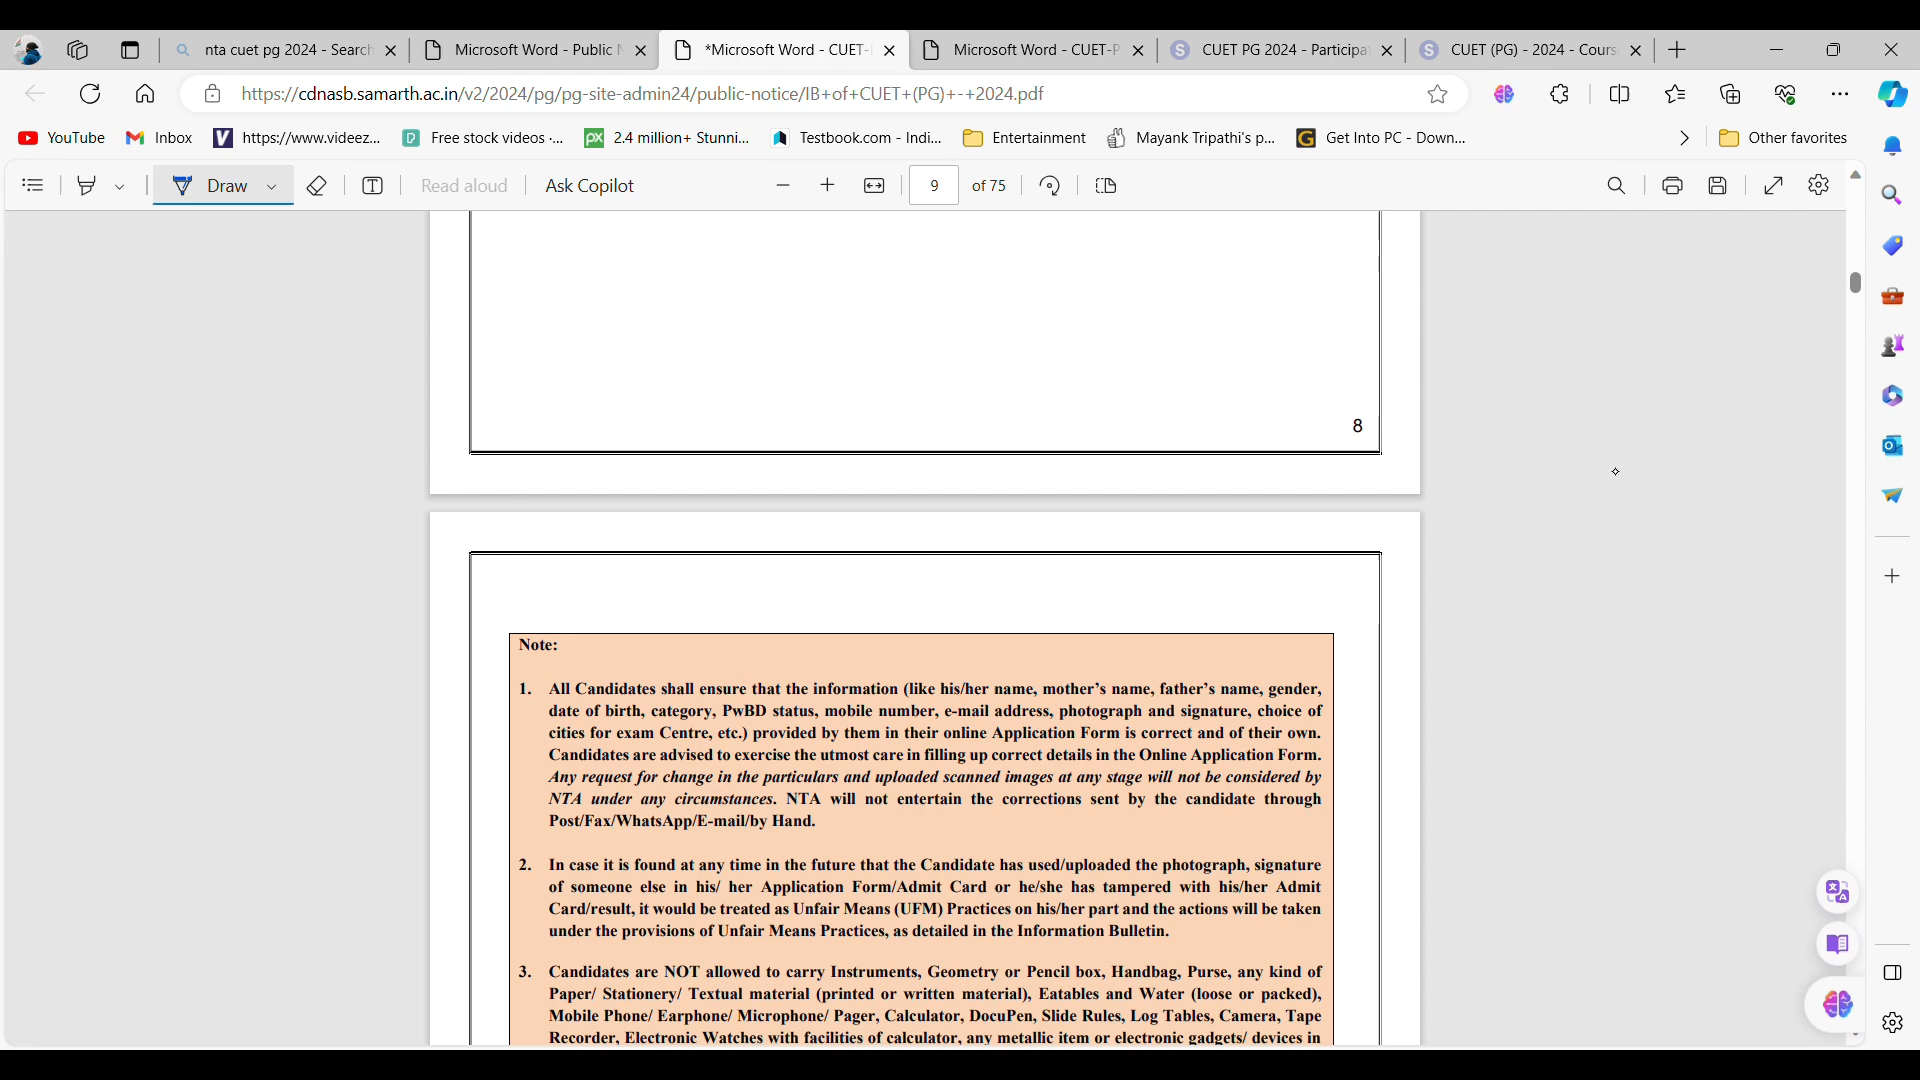 nta cuet pg 2024 - Search
Microsoft Word - Public N
*Microsoft Word - CUET-
Microsoft Word - CUET-P
CUET PG 2024 - Participat
CUET (PG) - 2024 - Cours
https://cdnasb.samarth.ac.in/v2/2024/pg/pg-site-admin24/public-notice/IB+of+CUET+(PG)+-+2024.pdf
YouTube
Inbox
https://www.videez...
Free stock videos ·...
2.4 million+ Stunni...
Testbook.com - Indi...
Entertainment
Mayank Tripathi's p...
Get Into PC - Down...
Other favorites
Draw
Read aloud
Ask Copilot
9
of 75
8
Note:
1. All Candidates shall ensure that the information (like his/her name, mother’s name, father’s name, gender,
date of birth, category, PwBD status, mobile number, e-mail address, photograph and signature, choice of
cities for exam Centre, etc.) provided by them in their online Application Form is correct and of their own.
Candidates are advised to exercise the utmost care in filling up correct details in the Online Application Form.
Any request for change in the particulars and uploaded scanned images at any stage will not be considered by
NTA under any circumstances. NTA will not entertain the corrections sent by the candidate through
Post/Fax/WhatsApp/E-mail/by Hand.
2. In case it is found at any time in the future that the Candidate has used/uploaded the photograph, signature
of someone else in his/ her Application Form/Admit Card or he/she has tampered with his/her Admit
Card/result, it would be treated as Unfair Means (UFM) Practices on his/her part and the actions will be taken
under the provisions of Unfair Means Practices, as detailed in the Information Bulletin.
3. Candidates are NOT allowed to carry Instruments, Geometry or Pencil box, Handbag, Purse, any kind of
Paper/ Stationery/ Textual material (printed or written material), Eatables and Water (loose or packed),
Mobile Phone/ Earphone/ Microphone/ Pager, Calculator, DocuPen, Slide Rules, Log Tables, Camera, Tape
Recorder, Electronic Watches with facilities of calculator, any metallic item or electronic gadgets/ devices in